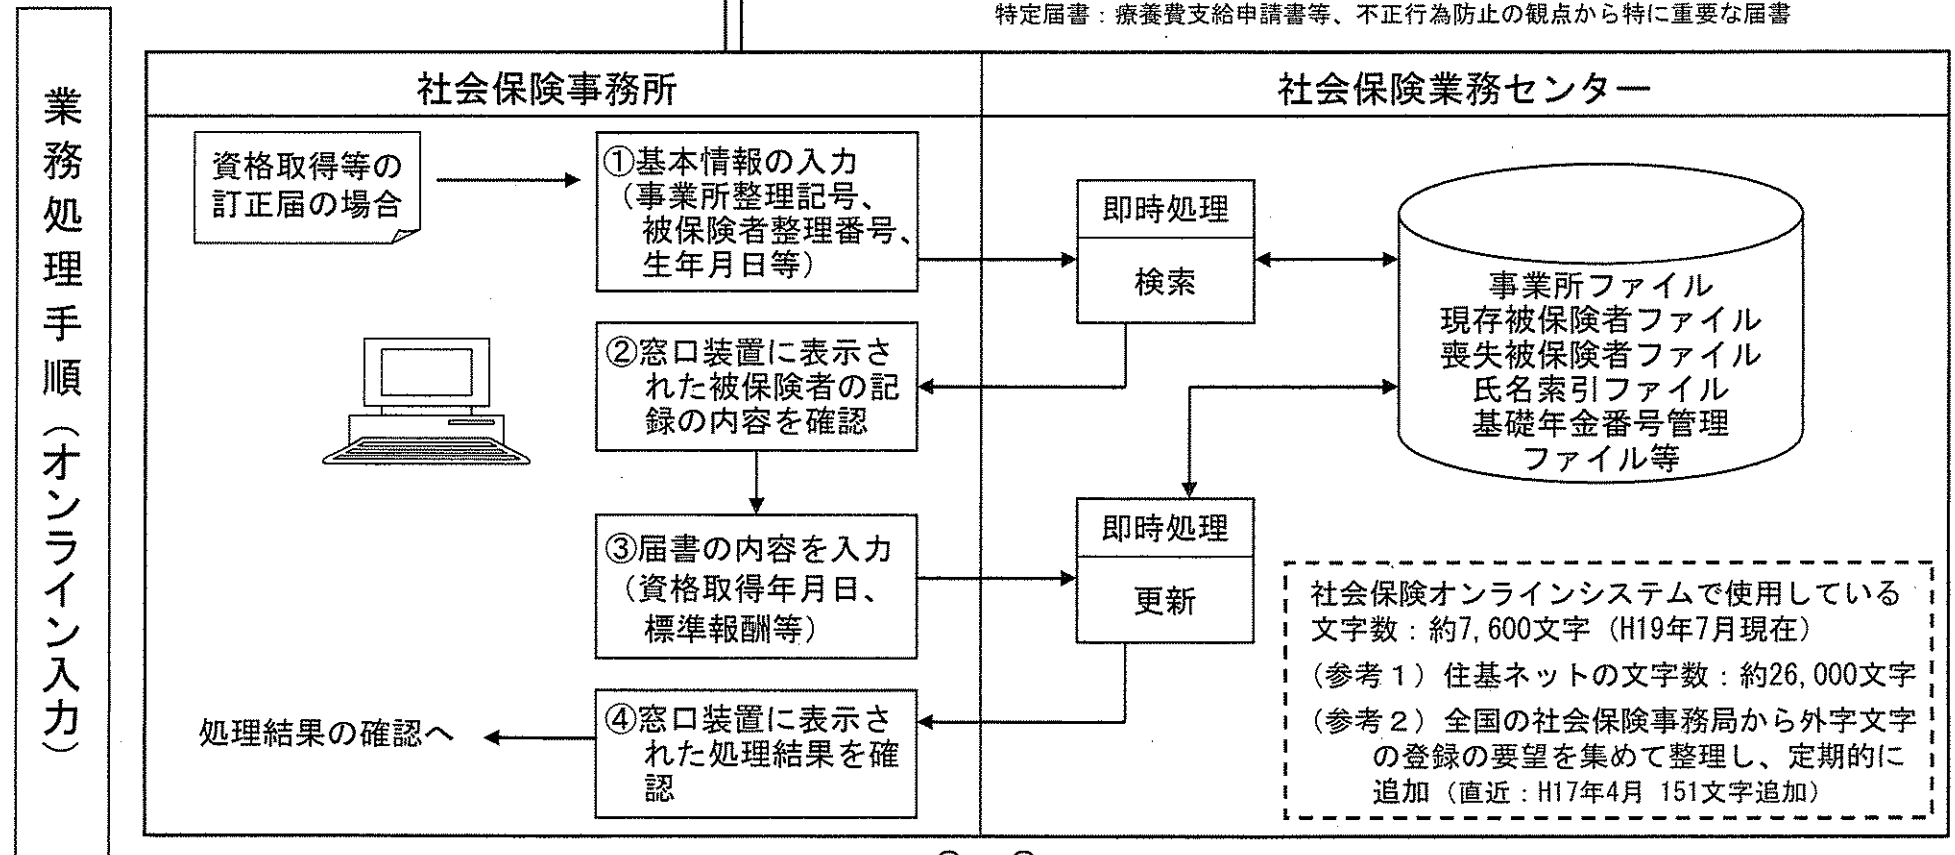 特定届書：療養費支給申請書等、不正行為防止の観点から特に重要な届書
業務処理手順（オンライン入力）
社会保険事務所
社会保険業務センター
資格取得等の
訂正届の場合
①基本情報の入力
（事業所整理記号、
被保険者整理番号、
生年月日等）
即時処理
検索
事業所ファイル
現存被保険者ファイル
喪失被保険者ファイル
氏名索引ファイル
基礎年金番号管理
ファイル等
②窓口装置に表示さ
れた被保険者の記
録の内容を確認
③届書の内容を入力
（資格取得年月日、
標準報酬等）
即時処理
更新
④窓口装置に表示さ
れた処理結果を確
認
処理結果の確認へ
社会保険オンラインシステムで使用している
文字数：約7,600文字（H19年7月現在）
（参考１）住基ネットの文字数：約26,000文字
（参考２）全国の社会保険事務局から外字文字
の登録の要望を集めて整理し、定期的に
追加（直近：H17年4月 151文字追加）